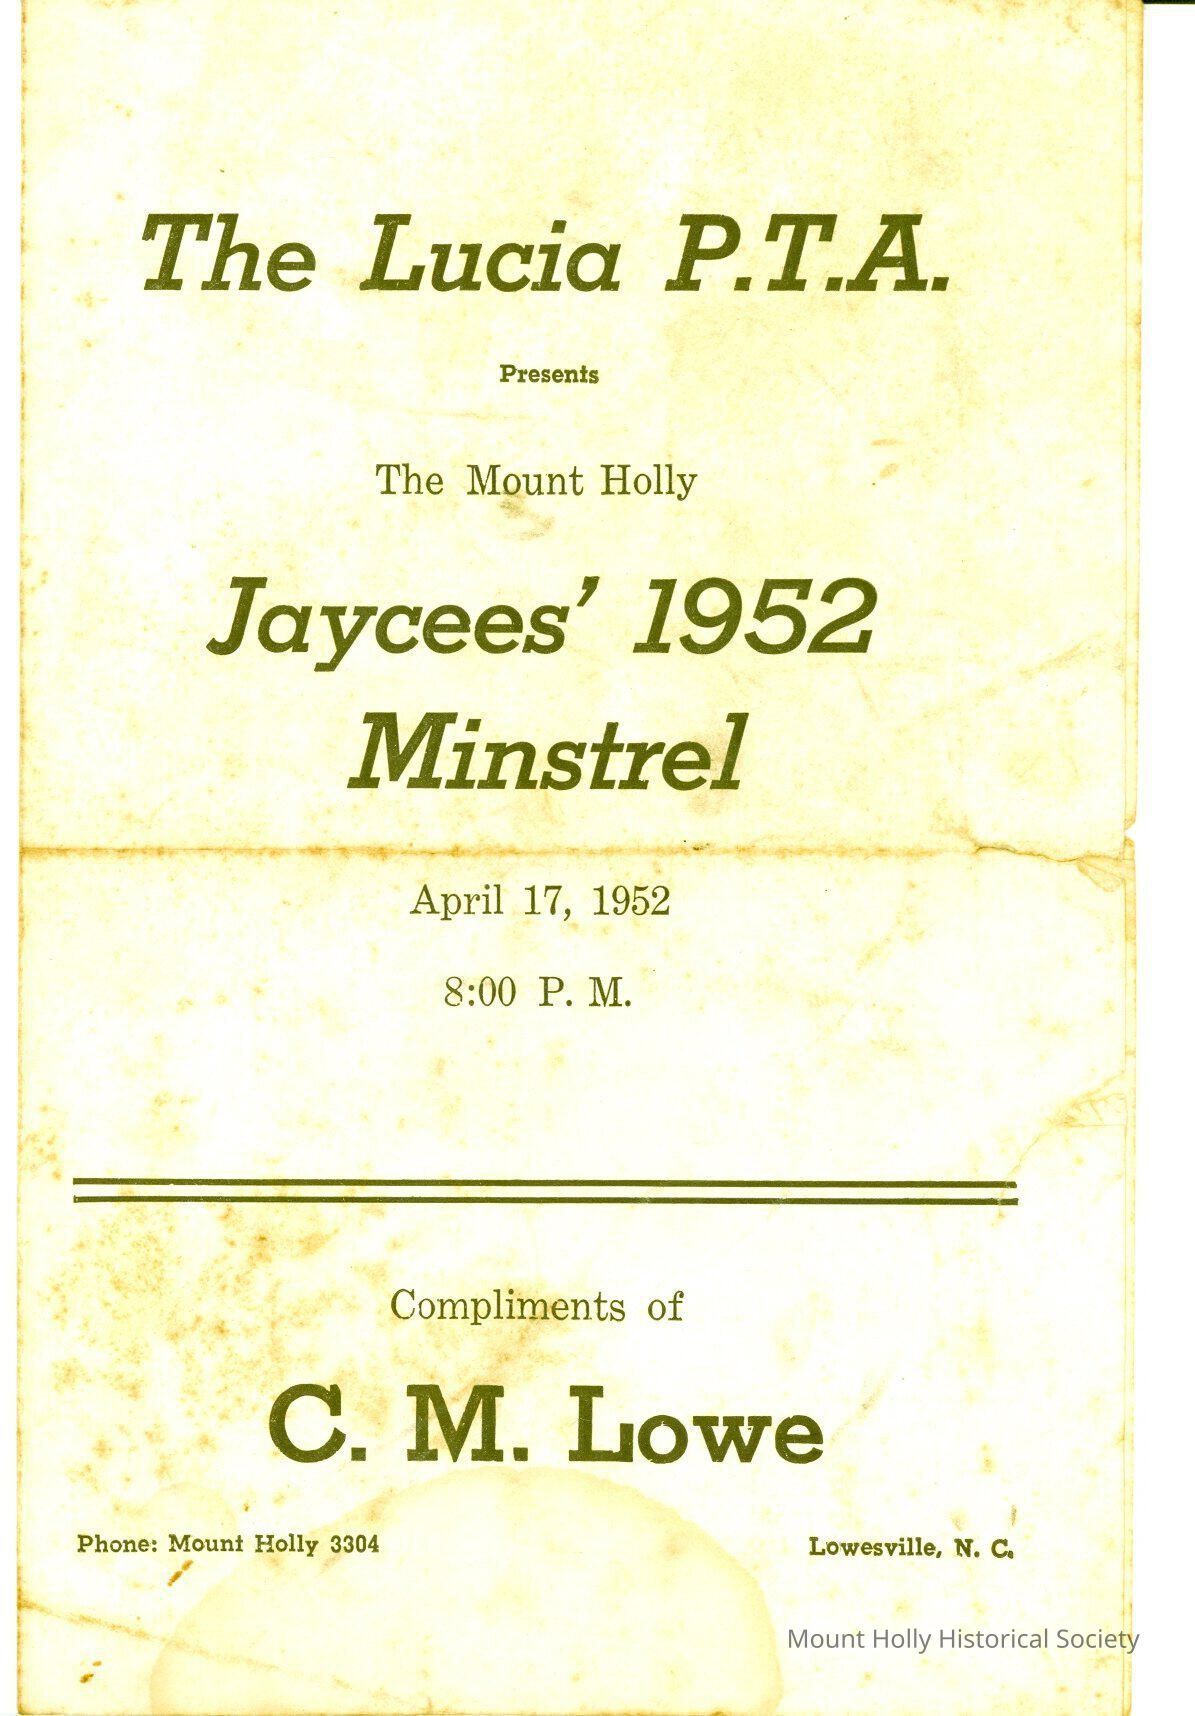 The Lucia P.T.A.
Presents
The Mount Holly
Jaycees' 1952
Minstrel
April 17, 1952
8:00 P. M.
Compliments of
C. M. Lowe
Phone: Mount Holly 3304
Lowesville, N. C.
Mount Holly Historical Society